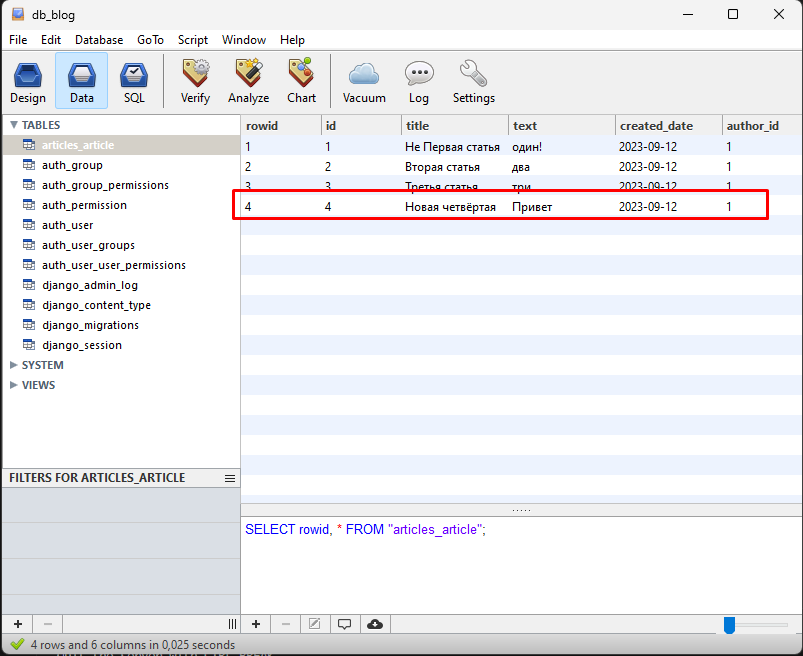 db_blog
File Edit Database GoTo Script Window Help
Design Data SQL Verify Analyze Chart Vacuum Log Settings
TABLES
articles_article
auth_group
auth_group_permissions
auth_permission
auth_user
auth_user_groups
auth_user_user_permissions
django_admin_log
django_content_type
django_migrations
django_session
SYSTEM
VIEWS
FILTERS FOR ARTICLES_ARTICLE
rowid id title text created_date author_id
1 1 Не Первая статья один! 2023-09-12 1
2 2 Вторая статья два 2023-09-12 1
3 3 Третья статья три 2023-09-12 1
4 4 Новая четвёртая Привет 2023-09-12 1
SELECT rowid, * FROM "articles_article";
4 rows and 6 columns in 0,025 seconds